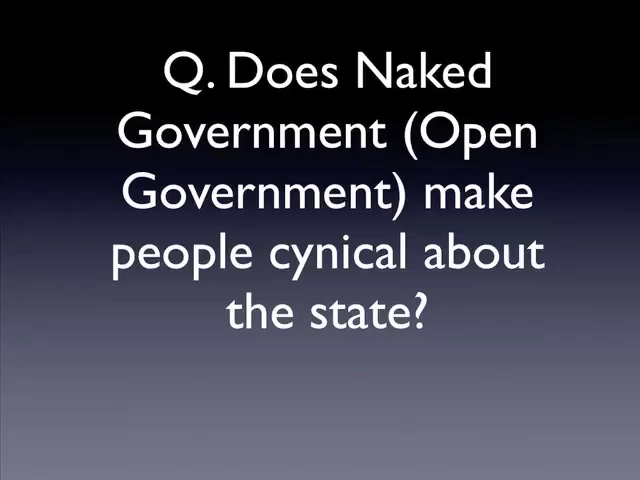 Q. Does Naked
Government (Open
Government) make
people cynical about
the state?